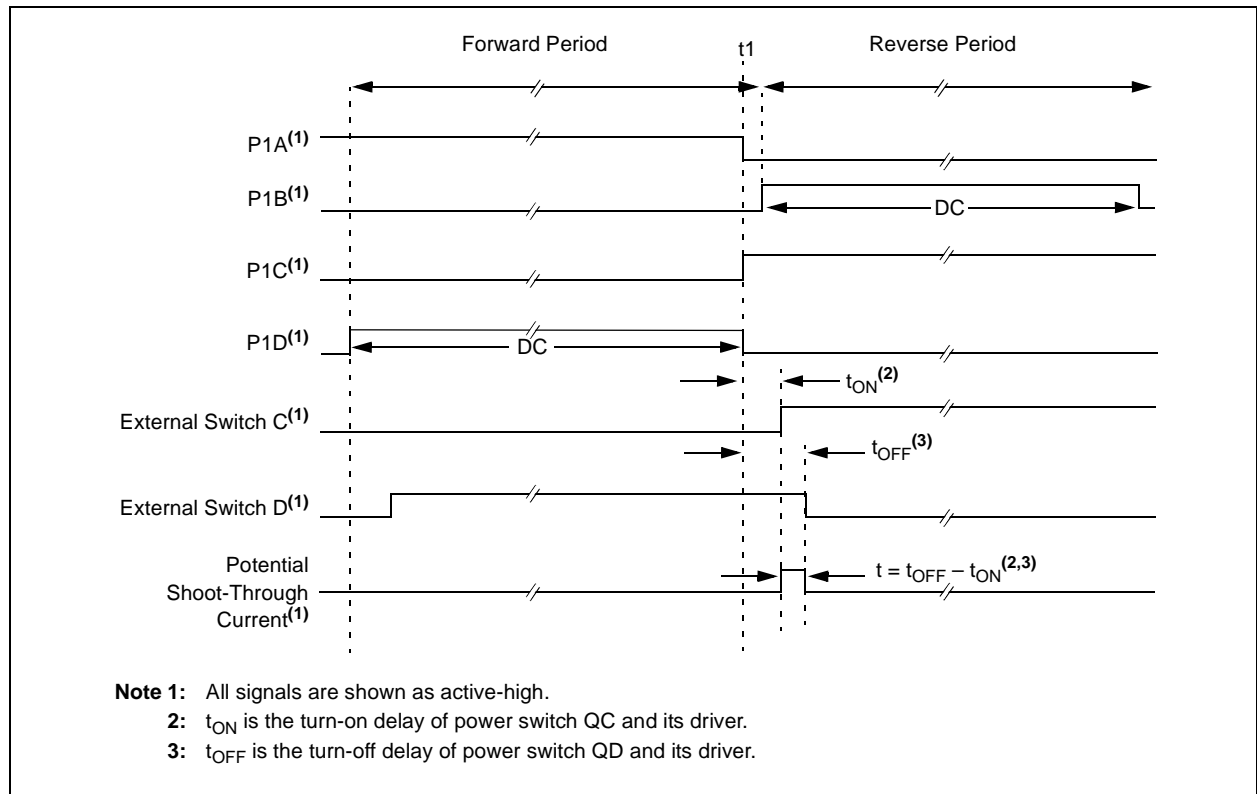 Forward Period
t1
Reverse Period
P1A(1)
P1B(1)
DC
P1C(1)
P1D(1)
DC
tON(2)
External Switch C(1)
tOFF(3)
External Switch D(1)
Potential
Shoot-Through
Current(1)
t = tOFF – tON(2,3)
Note 1: All signals are shown as active-high.
2: tON is the turn-on delay of power switch QC and its driver.
3: tOFF is the turn-off delay of power switch QD and its driver.